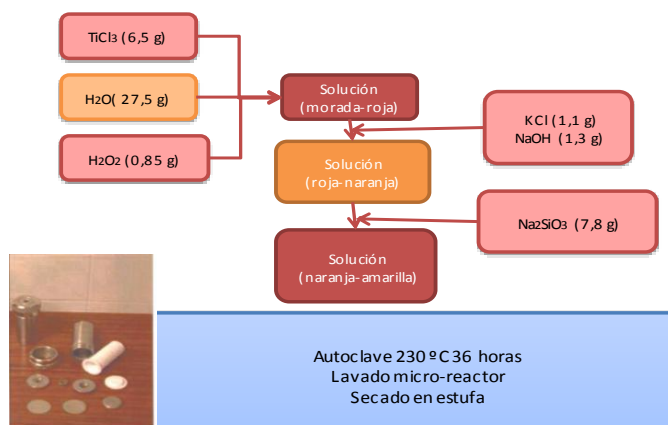 TiCl₃ (6,5 g)
H₂O( 27,5 g)
H₂O₂ (0,85 g)
Solución
(morada-roja)
KCl (1,1 g)
NaOH (1,3 g)
Solución
(roja-naranja)
Na₂SiO₃ (7,8 g)
Solución
(naranja-amarilla)
Autoclave 230 ºC 36 horas
Lavado micro-reactor
Secado en estufa